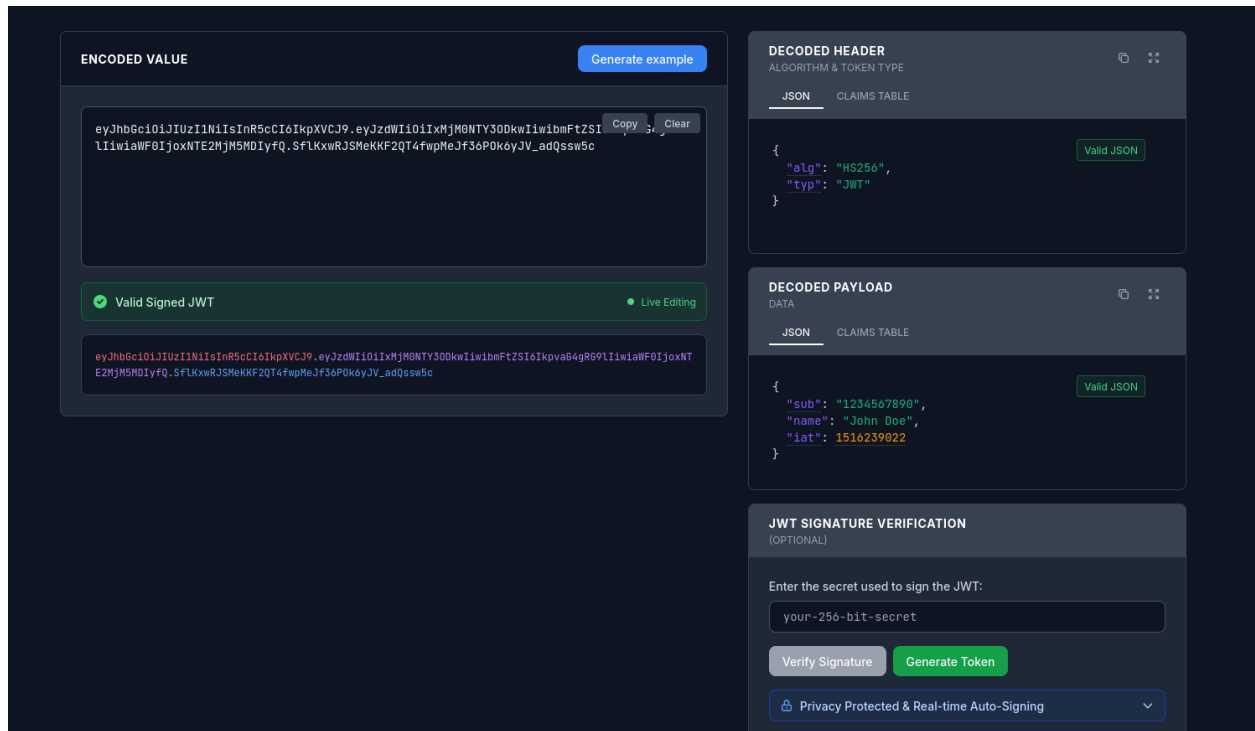 ENCODED VALUE
Generate example
eyJhbGciOiJIUzI1NiIsInR5cCI6IkpXVCJ9.eyJzdWIiOiIxMjM0NTY3ODkwIiwibmFtZSI
Copy
Clear
lIiwiaWF0IjoxNTE2MjM5MDIyfQ.SflKxwRJSMeKKF2QT4fwpMeJf36POk6yJV_adQssw5c
Valid Signed JWT
Live Editing
eyJhbGciOiJIUzI1NiIsInR5cCI6IkpXVCJ9.eyJzdWIiOiIxMjM0NTY3ODkwIiwibmFtZSI6IkpvaG4gRG9lIiwiaWF0IjoxNT
E2MjM5MDIyfQ.SflKxwRJSMeKKF2QT4fwpMeJf36POk6yJV_adQssw5c
DECODED HEADER
ALGORITHM & TOKEN TYPE
JSON
CLAIMS TABLE
Valid JSON
{
"alg": "HS256",
"typ": "JWT"
}
DECODED PAYLOAD
DATA
JSON
CLAIMS TABLE
Valid JSON
{
"sub": "1234567890",
"name": "John Doe",
"iat": 1516239022
}
JWT SIGNATURE VERIFICATION
(OPTIONAL)
Enter the secret used to sign the JWT:
your-256-bit-secret
Verify Signature
Generate Token
Privacy Protected & Real-time Auto-Signing